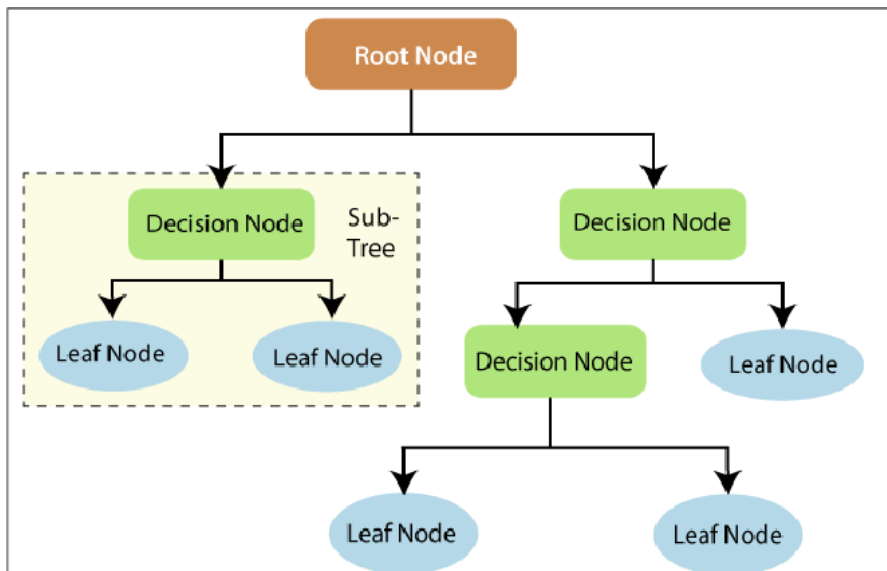 Root Node
Decision Node
Sub-
Tree
Decision Node
Leaf Node
Leaf Node
Decision Node
Leaf Node
Leaf Node
Leaf Node